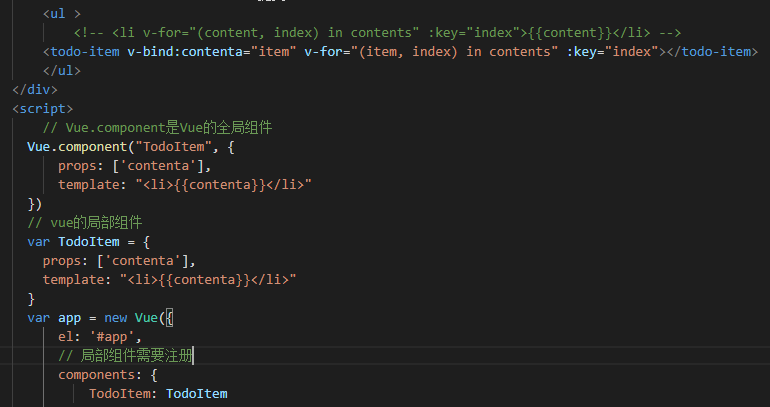 <ul >
<!-- <li v-for="(content, index) in contents" :key="index">{{content}}</li> -->
<todo-item v-bind:contenta="item" v-for="(item, index) in contents" :key="index"></todo-item>
</ul>
</div>
<script>
// Vue.component是Vue的全局组件
Vue.component("TodoItem", {
props: ['contenta'],
template: "<li>{{contenta}}</li>"
})
// vue的局部组件
var TodoItem = {
props: ['contenta'],
template: "<li>{{contenta}}</li>"
}
var app = new Vue({
el: '#app',
// 局部组件需要注册
components: {
TodoItem: TodoItem